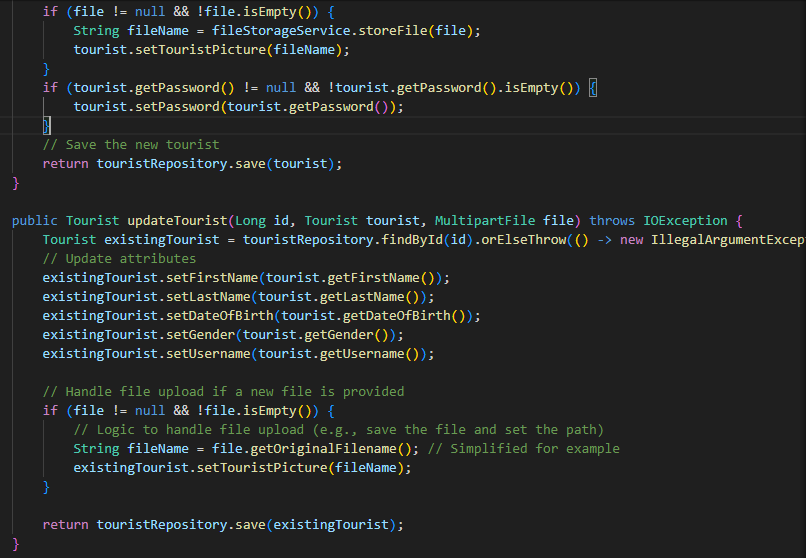 if (file != null && !file.isEmpty()) {
String fileName = fileStorageService.storeFile(file);
tourist.setTouristPicture(fileName);
}
if (tourist.getPassword() != null && !tourist.getPassword().isEmpty()) {
tourist.setPassword(tourist.getPassword());
}
// Save the new tourist
return touristRepository.save(tourist);
}
public Tourist updateTourist(Long id, Tourist tourist, MultipartFile file) throws IOException {
Tourist existingTourist = touristRepository.findById(id).orElseThrow(() -> new IllegalArgumentExcep
// Update attributes
existingTourist.setFirstName(tourist.getFirstName());
existingTourist.setLastName(tourist.getLastName());
existingTourist.setDateOfBirth(tourist.getDateOfBirth());
existingTourist.setGender(tourist.getGender());
existingTourist.setUsername(tourist.getUsername());
// Handle file upload if a new file is provided
if (file != null && !file.isEmpty()) {
// Logic to handle file upload (e.g., save the file and set the path)
String fileName = file.getOriginalFilename(); // Simplified for example
existingTourist.setTouristPicture(fileName);
}
return touristRepository.save(existingTourist);
}